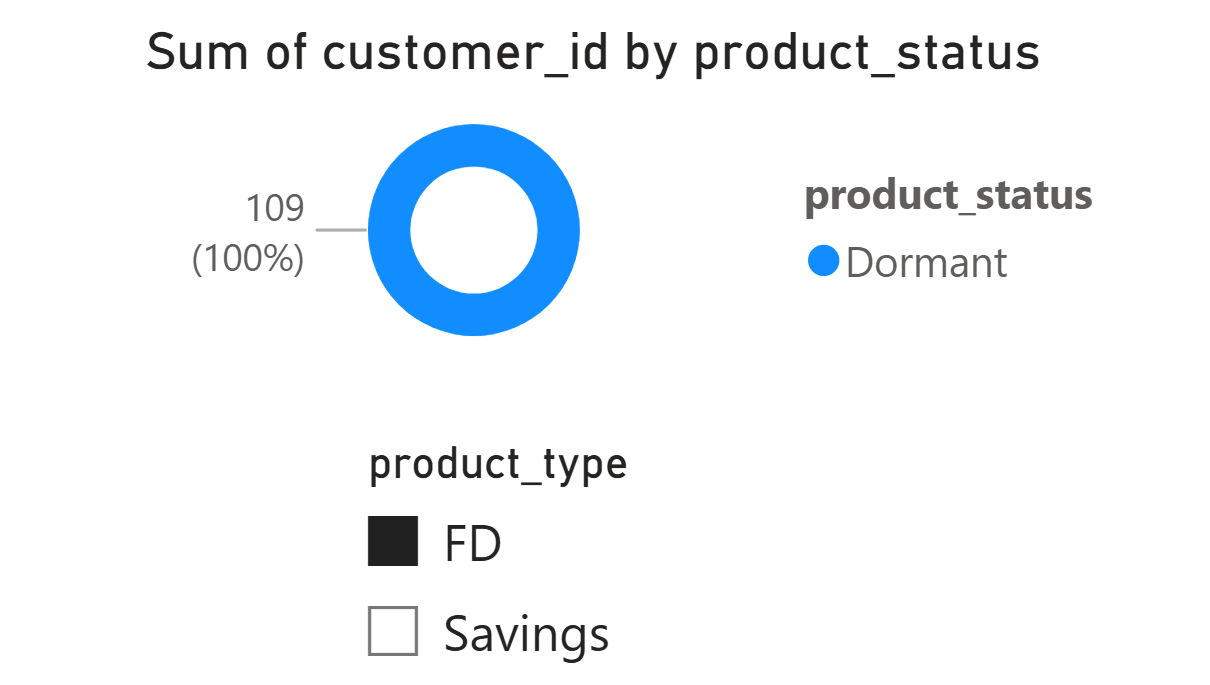 Sum of customer_id by product_status
109
(100%)
product_status
Dormant
product_type
FD
Savings